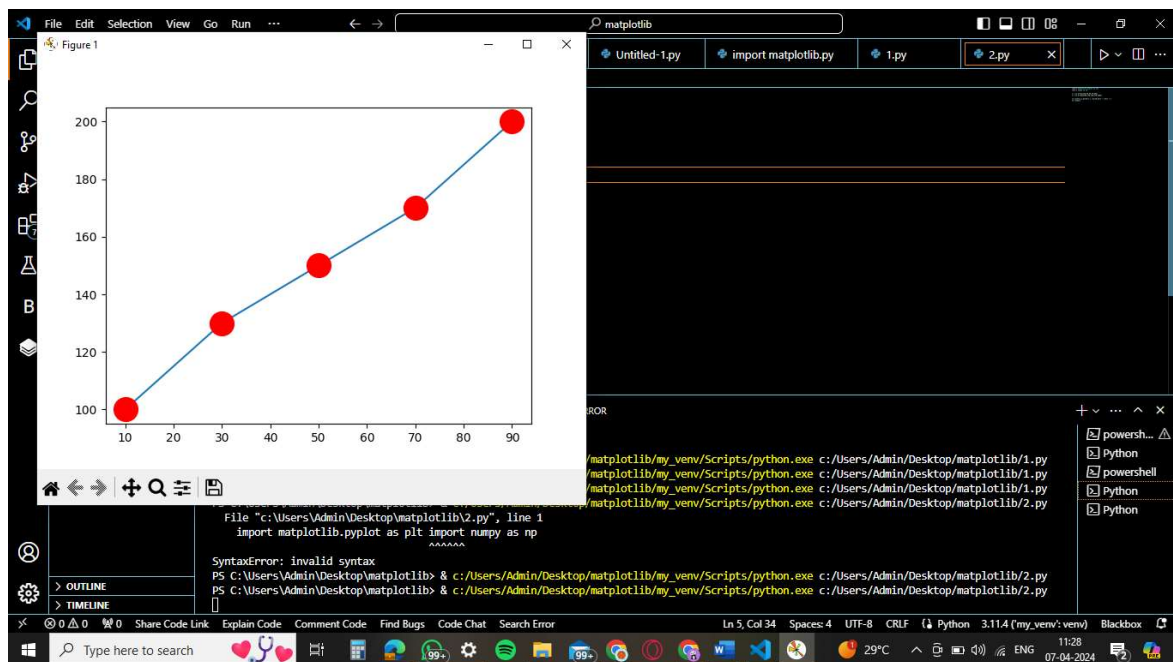 File Edit Selection View Go Run ··· ← → matplotlib
Figure 1
Untitled-1.py import matplotlib.py 1.py 2.py
200
180
160
140
120
100
10 20 30 40 50 60 70 80 90
7
B
ROR
powersh...
/matplotlib/my_venv/Scripts/python.exe c:/Users/Admin/Desktop/matplotlib/1.py
Python
/matplotlib/my_venv/Scripts/python.exe c:/Users/Admin/Desktop/matplotlib/1.py
powershell
/matplotlib/my_venv/Scripts/python.exe c:/Users/Admin/Desktop/matplotlib/1.py
Python
/matplotlib/my_venv/Scripts/python.exe c:/Users/Admin/Desktop/matplotlib/2.py
Python
File "c:\Users\Admin\Desktop\matplotlib\2.py", line 1
import matplotlib.pyplot as plt import numpy as np
^^^^^^
SyntaxError: invalid syntax
PS C:\Users\Admin\Desktop\matplotlib> & c:/Users/Admin/Desktop/matplotlib/my_venv/Scripts/python.exe c:/Users/Admin/Desktop/matplotlib/2.py
PS C:\Users\Admin\Desktop\matplotlib> & c:/Users/Admin/Desktop/matplotlib/my_venv/Scripts/python.exe c:/Users/Admin/Desktop/matplotlib/2.py
> OUTLINE
> TIMELINE
0 0 0 Share Code Link Explain Code Comment Code Find Bugs Code Chat Search Error Ln 5, Col 34 Spaces: 4 UTF-8 CRLF Python 3.11.4 ('my_venv': venv) Blackbox
Type here to search 99+ 99+ 29°C ENG 11:28
07-04-2024 2